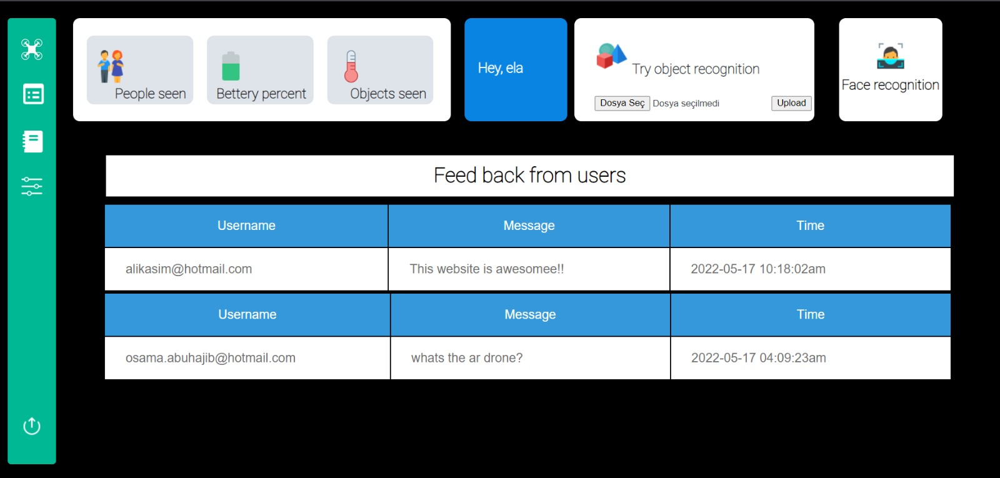 People seen
Bettery percent
Objects seen
Hey, ela
Try object recognition
Dosya Seç Dosya seçilmedi Upload
Face recognition
Feed back from users
Username Message Time
alikasim@hotmail.com This website is awesomee!! 2022-05-17 10:18:02am
Username Message Time
osama.abuhajib@hotmail.com whats the ar drone? 2022-05-17 04:09:23am